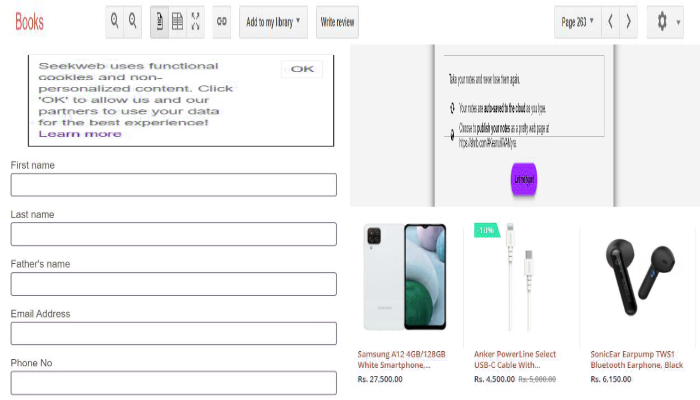 Books
Add to my library
Write review
Page 263
Seekweb uses functional
cookies and non-
personalized content. Click
'OK' to allow us and our
partners to use your data
for the best experience!
Learn more
OK
First name
Last name
Father's name
Email Address
Phone No
Take your notes and never lose them again.
Your notes are auto-saved to the cloud as you type.
Choose to publish your notes as a pretty web page at
-10%
Samsung A12 4GB/128GB
White Smartphone,...
Rs. 27,500.00
Anker PowerLine Select
USB-C Cable With...
Rs. 4,500.00 Rs. 5,000.00
SonicEar Earpump TWS1
Bluetooth Earphone, Black
Rs. 6,150.00